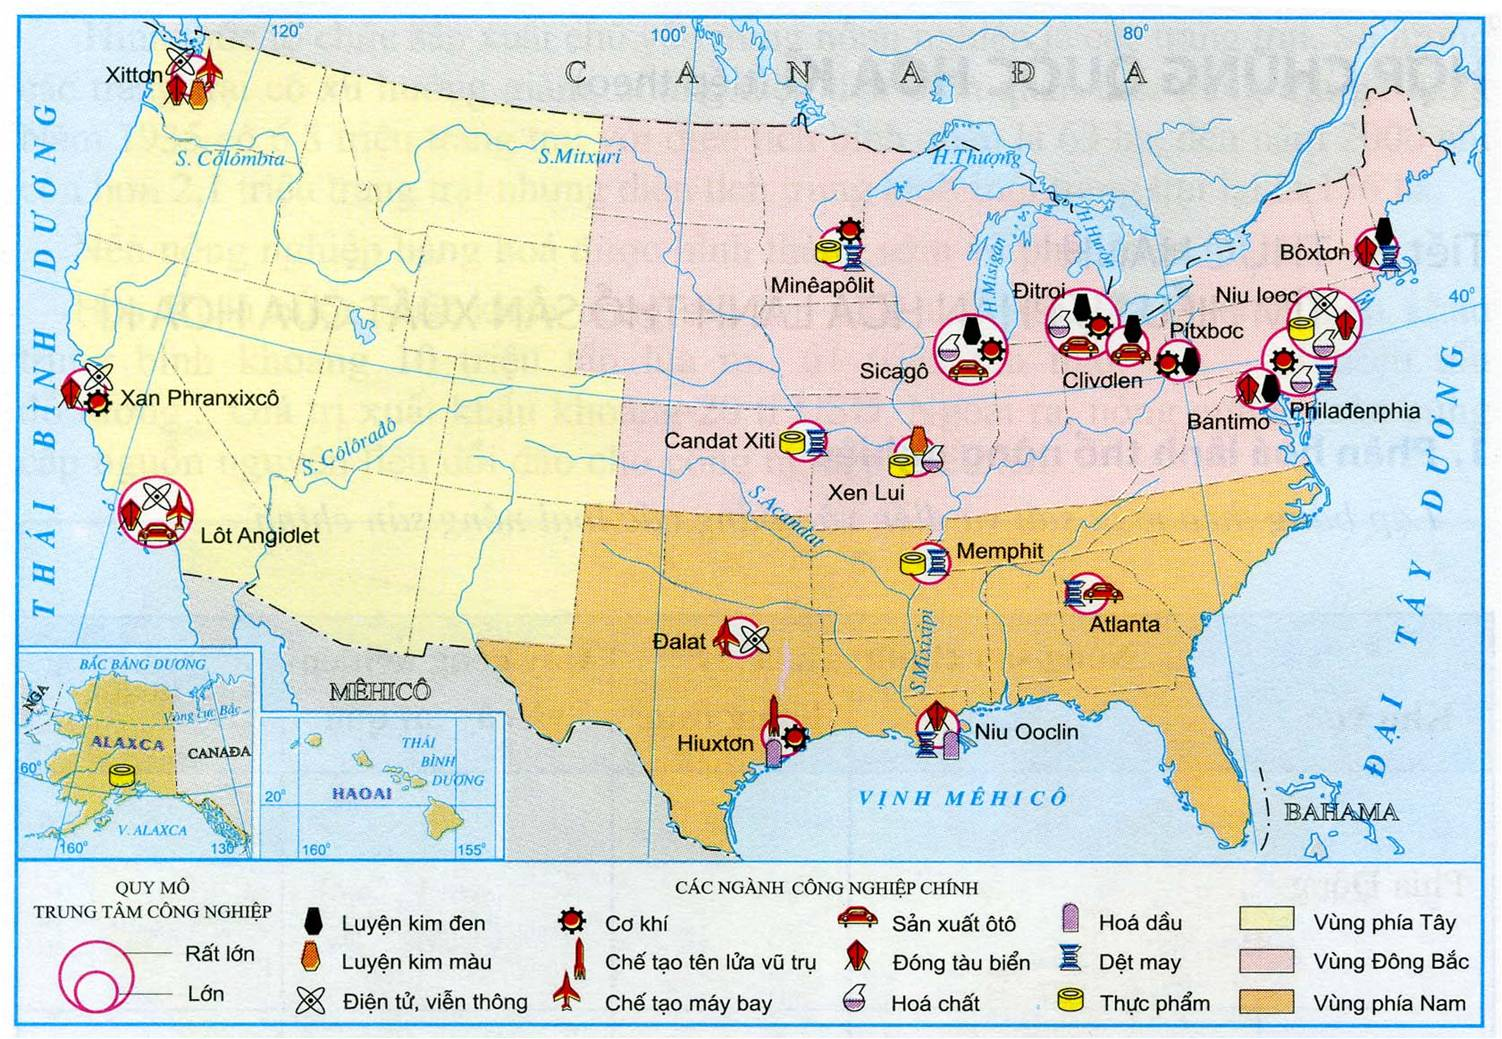 120°
100°
80°
C A N A Đ A
Xitton
S. Côlômbia
S.Mitxuri
H.Thượng
H.Huron
H.Misigân
THÁI BÌNH DƯƠNG
Minêapôlit
Bôxtơn
Niu Iooc
40°
Đitroi
Pitxbơc
Sicagô
Clivơlen
Xan Phranxixcô
Philađenphia
Bantimo
Candat Xiti
S.Côlôrađô
Xen Lui
S.Acandat
Lôt Angiơlet
Memphit
Atlanta
Đalat
S.Mixixipi
ĐẠI TÂY DƯƠNG
MÊHICÔ
Hiuxtơn
Niu Ooclin
VỊNH MÊHICÔ
BAHAMA
BẮC BĂNG DƯƠNG
NGA
Vòng cực Bắc
ALAXCA
CANAĐA
60°
V. ALAXCA
160°
130°
THÁI
BÌNH
DƯƠNG
HAOAI
20°
160°
155°
QUY MÔ
TRUNG TÂM CÔNG NGHIỆP
Rất lớn
Lớn
CÁC NGÀNH CÔNG NGHIỆP CHÍNH
Luyện kim đen
Luyện kim màu
Điện tử, viễn thông
Cơ khí
Chế tạo tên lửa vũ trụ
Chế tạo máy bay
Sản xuất ôtô
Đóng tàu biển
Hoá chất
Hoá dầu
Dệt may
Thực phẩm
Vùng phía Tây
Vùng Đông Bắc
Vùng phía Nam